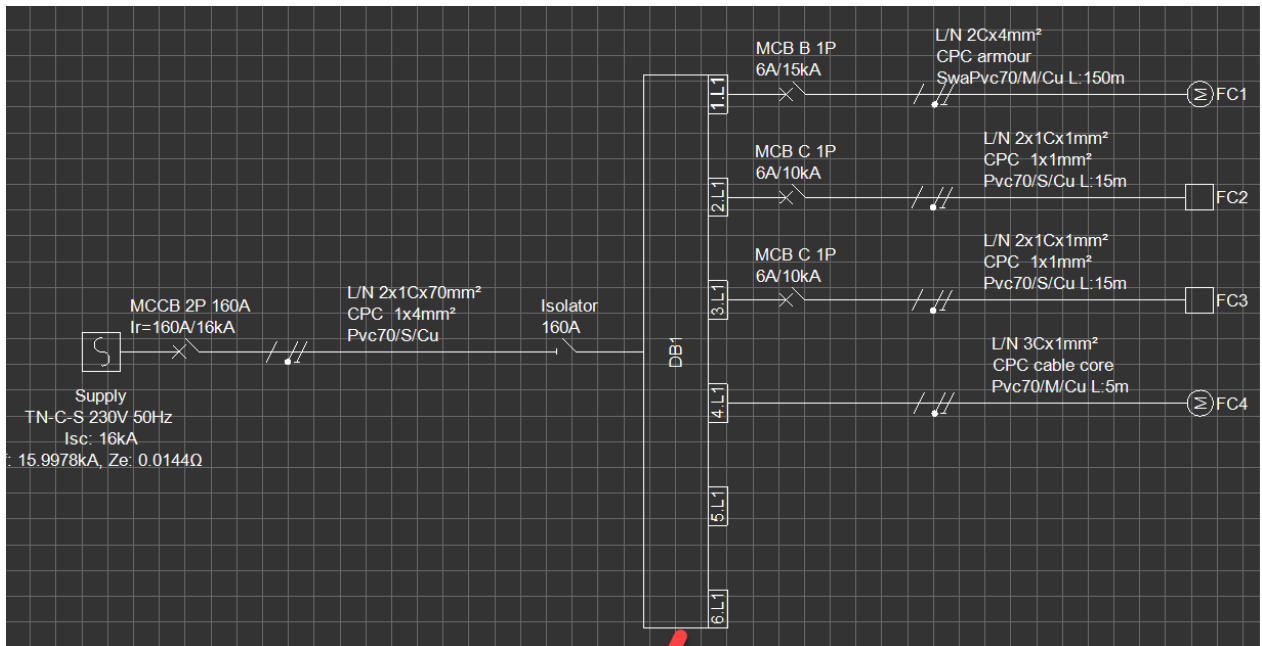 L/N 2Cx4mm²
CPC armour
SwaPvc70/M/Cu L:150m
MCB B 1P
6A/15kA
1.L1
M
FC1
L/N 2x1Cx1mm²
CPC 1x1mm²
Pvc70/S/Cu L:15m
MCB C 1P
6A/10kA
2.L1
FC2
L/N 2x1Cx1mm²
CPC 1x1mm²
Pvc70/S/Cu L:15m
MCB C 1P
6A/10kA
3.L1
FC3
MCCB 2P 160A
Ir=160A/16kA
L/N 2x1Cx70mm²
CPC 1x4mm²
Pvc70/S/Cu
Isolator
160A
DB1
L/N 3Cx1mm²
CPC cable core
Pvc70/M/Cu L:5m
4.L1
M
FC4
S
Supply
TN-C-S 230V 50Hz
Isc: 16kA
: 15.9978kA, Ze: 0.0144Ω
5.L1
6.L1